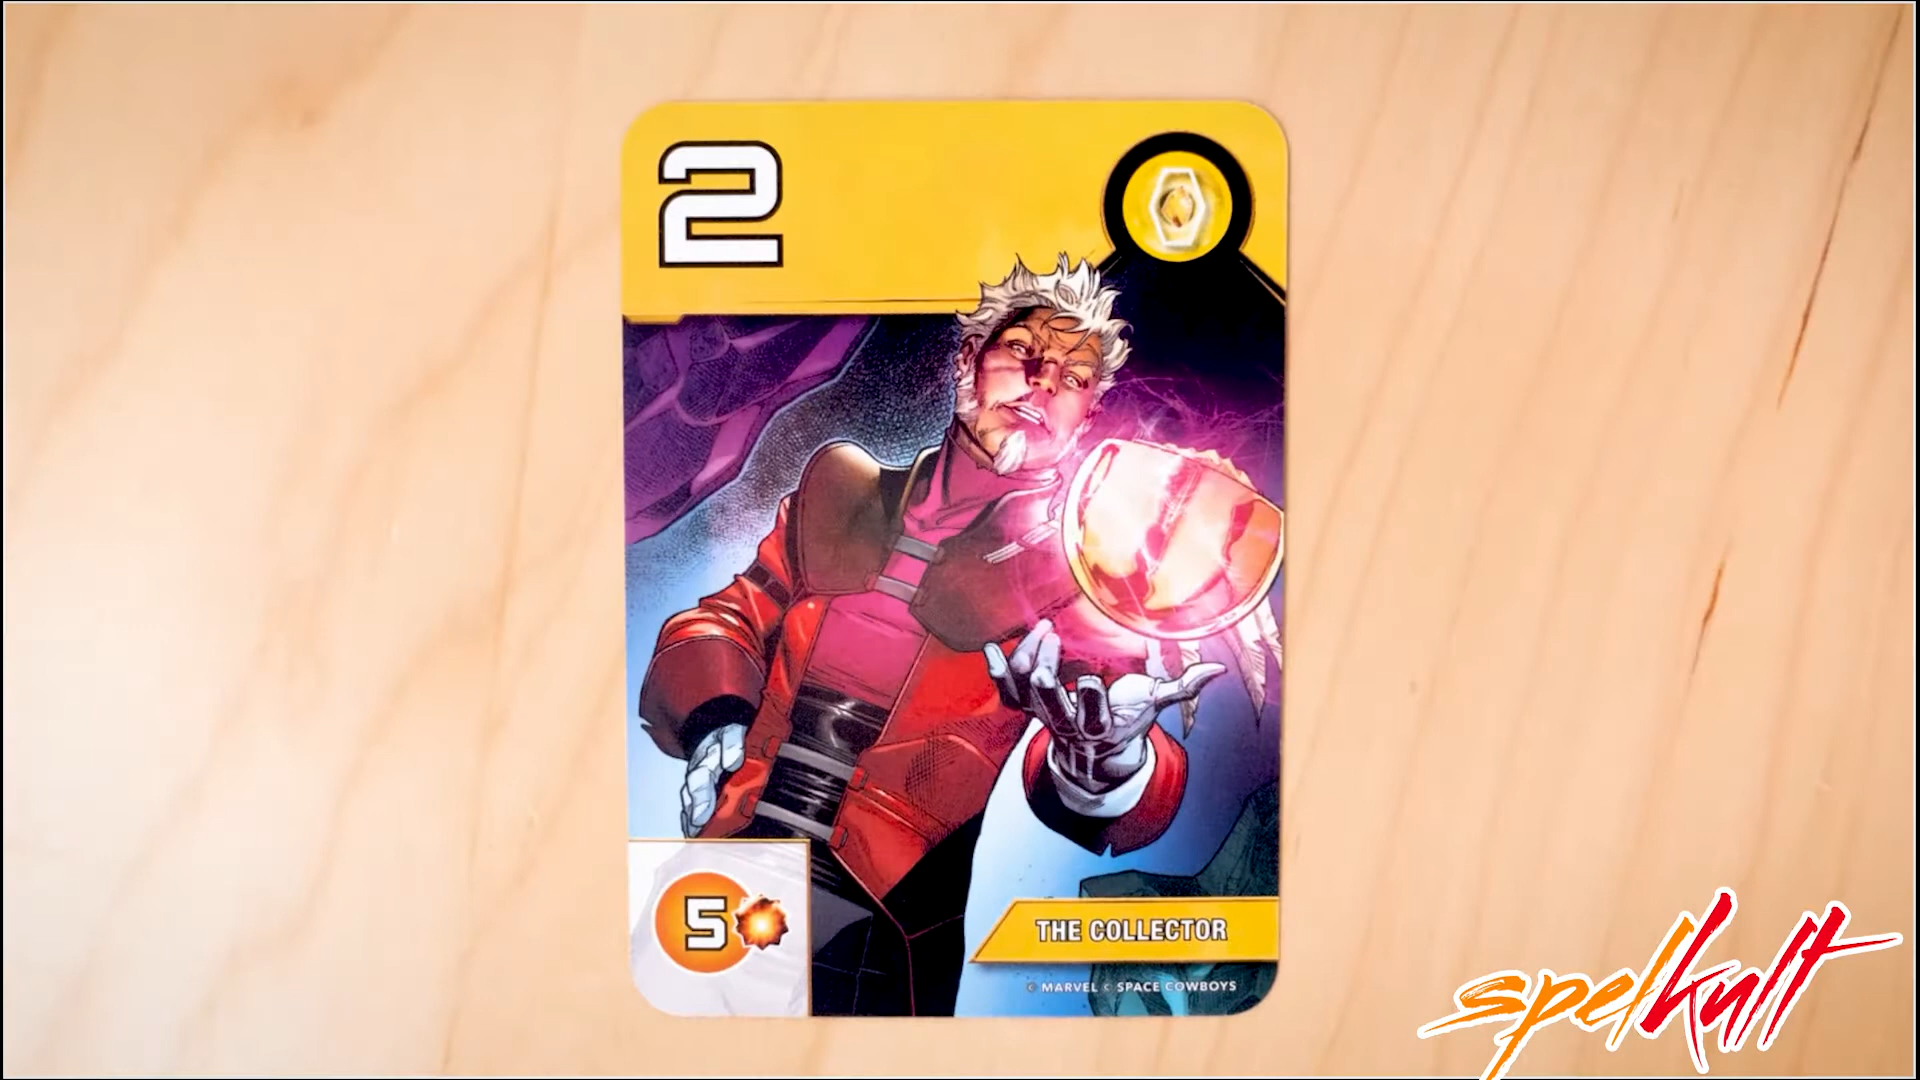 2
5
THE COLLECTOR
© MARVEL © SPACE COWBOYS
spelkult